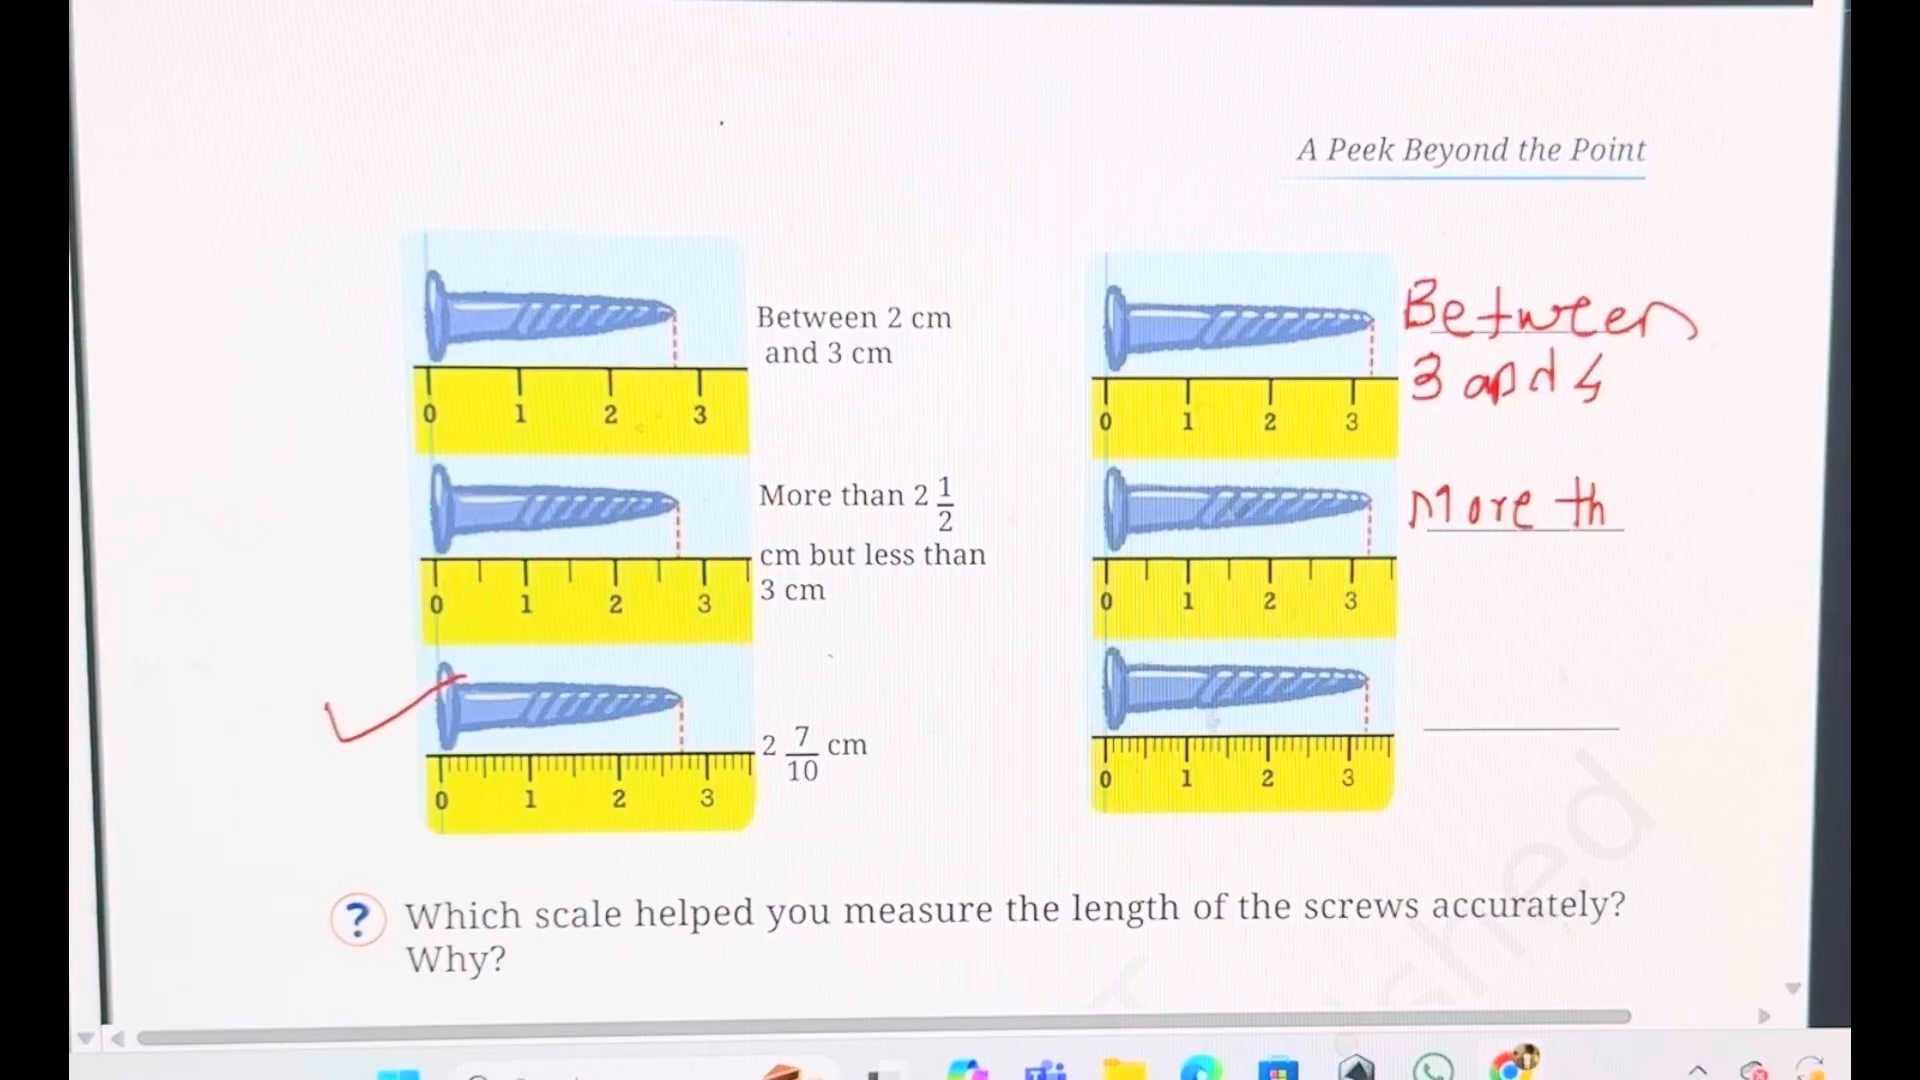 A Peek Beyond the Point
Between 2 cm
and 3 cm
0 1 2 3
More than 2 1/2
cm but less than
3 cm
0 1 2 3
2 7/10 cm
0 1 2 3
Between
3 and 4
0 1 2 3
More th
0 1 2 3
0 1 2 3
? Which scale helped you measure the length of the screws accurately?
Why?
shed